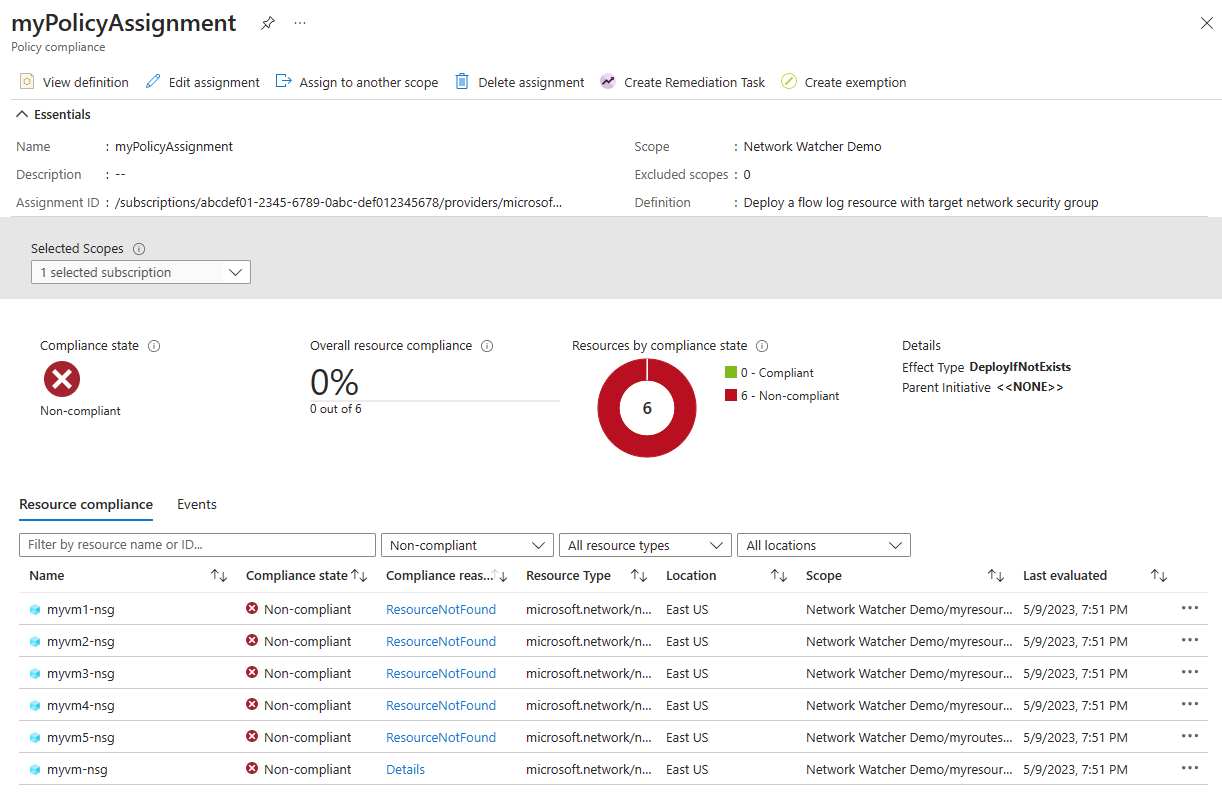 myPolicyAssignment
Policy compliance
View definition Edit assignment Assign to another scope Delete assignment Create Remediation Task Create exemption
Essentials
Name : myPolicyAssignment Scope : Network Watcher Demo
Description : -- Excluded scopes : 0
Assignment ID : /subscriptions/abcdef01-2345-6789-0abc-def012345678/providers/microsof... Definition : Deploy a flow log resource with target network security group
Selected Scopes
1 selected subscription
Compliance state Overall resource compliance Resources by compliance state Details
Effect Type DeployIfNotExists
0 - Compliant
0%
Parent Initiative <<NONE>>
6 - Non-compliant
6
Non-compliant 0 out of 6
Resource compliance Events
Filter by resource name or ID... Non-compliant All resource types All locations
Name Compliance state Compliance reas... Resource Type Location Scope Last evaluated
myvm1-nsg Non-compliant ResourceNotFound microsoft.network/n... East US Network Watcher Demo/myresour... 5/9/2023, 7:51 PM
myvm2-nsg Non-compliant ResourceNotFound microsoft.network/n... East US Network Watcher Demo/myresour... 5/9/2023, 7:51 PM
myvm3-nsg Non-compliant ResourceNotFound microsoft.network/n... East US Network Watcher Demo/myresour... 5/9/2023, 7:51 PM
myvm4-nsg Non-compliant ResourceNotFound microsoft.network/n... East US Network Watcher Demo/myresour... 5/9/2023, 7:51 PM
myvm5-nsg Non-compliant ResourceNotFound microsoft.network/n... East US Network Watcher Demo/myroutes... 5/9/2023, 7:51 PM
myvm-nsg Non-compliant Details microsoft.network/n... East US Network Watcher Demo/myresour... 5/9/2023, 7:51 PM